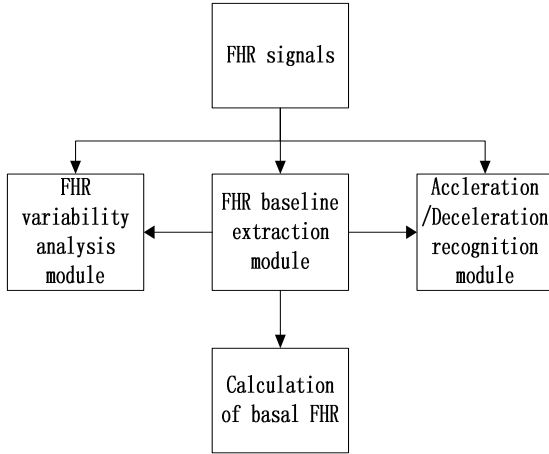 FHR signals
FHR
variability
analysis
module
FHR baseline
extraction
module
Accleration
/Deceleration
recognition
module
Calculation
of basal FHR